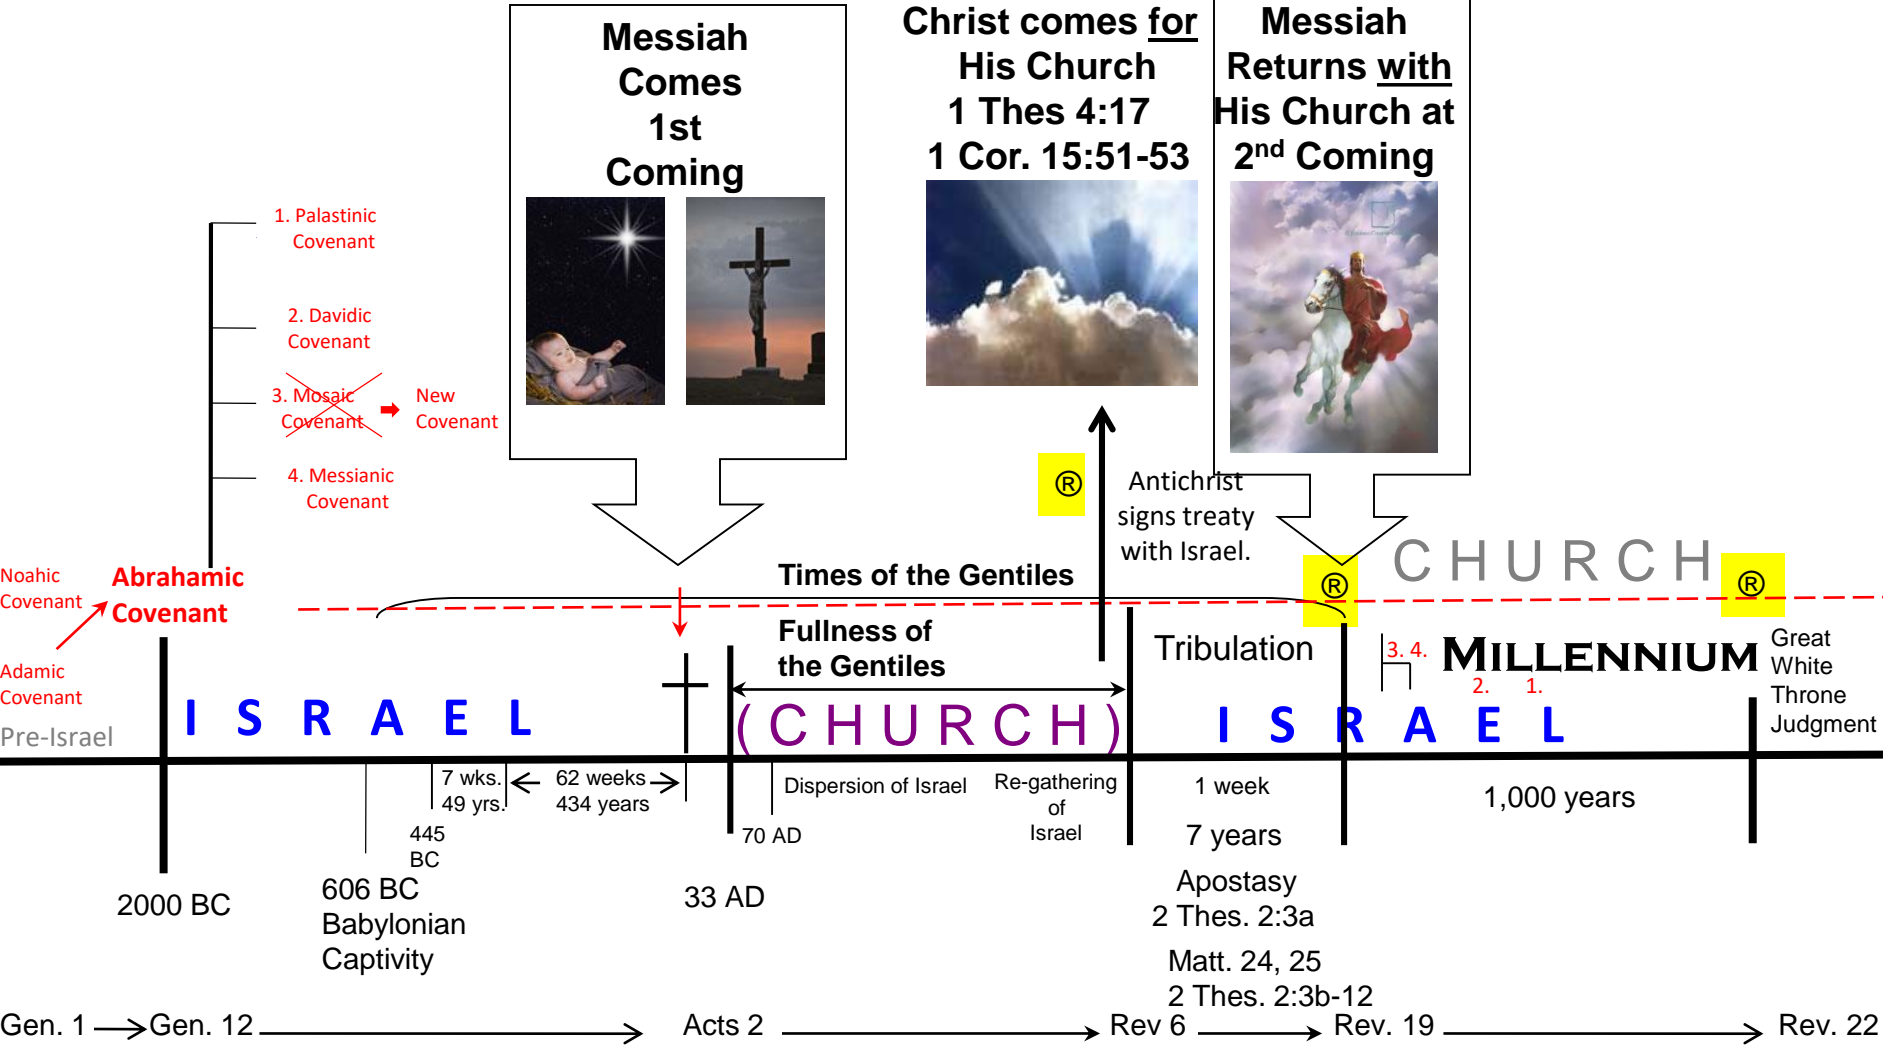 Messiah
Comes
1st
Coming
Christ comes for
His Church
1 Thes 4:17
1 Cor. 15:51-53
Messiah
Returns with
His Church at
2nd Coming
1. Palastinic
Covenant
2. Davidic
Covenant
3. Mosaic
Covenant
New
Covenant
4. Messianic
Covenant
®
Antichrist
signs treaty
with Israel.
Noahic
Covenant
Abrahamic
Covenant
Adamic
Covenant
Pre-Israel
Times of the Gentiles
®
CHURCH
®
Fullness of
the Gentiles
Tribulation
3. 4.
MILLENNIUM
2. 1.
Great
White
Throne
Judgment
ISRAEL
(CHURCH)
ISRAEL
7 wks.
49 yrs.
62 weeks
434 years
Dispersion of Israel
Re-gathering
of
Israel
1 week
7 years
1,000 years
445
BC
70 AD
2000 BC
606 BC
Babylonian
Captivity
33 AD
Apostasy
2 Thes. 2:3a
Matt. 24, 25
2 Thes. 2:3b-12
Gen. 1 Gen. 12 Acts 2 Rev 6 Rev. 19 Rev. 22